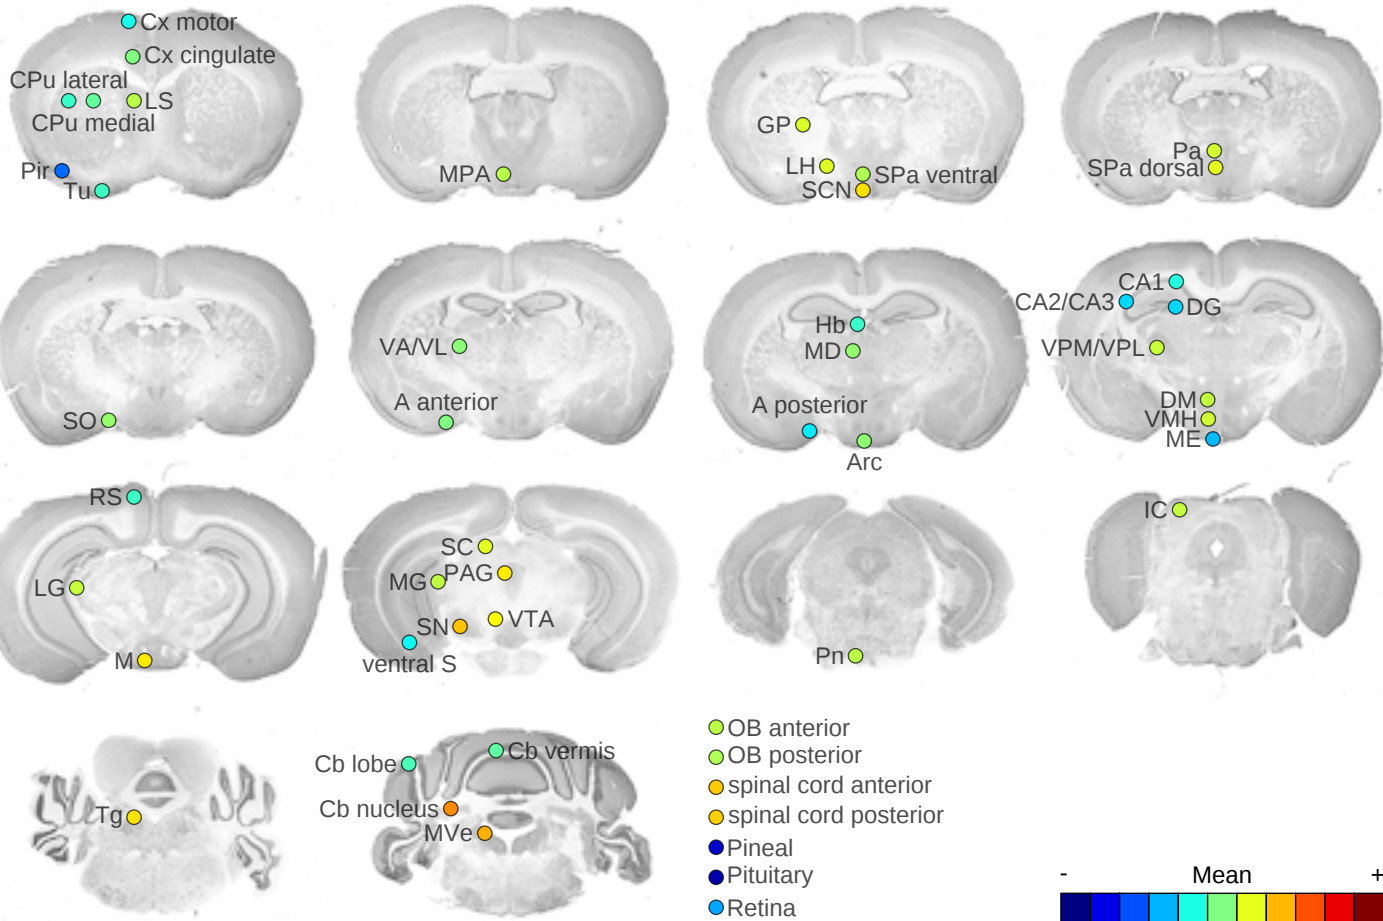 Cx motor
Cx cingulate
CPu lateral
LS
CPu medial
Pir
Tu
MPA
GP
LH
SPa ventral
SCN
Pa
SPa dorsal
SO
VA/VL
A anterior
Hb
MD
A posterior
Arc
CA1
CA2/CA3
DG
VPM/VPL
DM
VMH
ME
RS
LG
M
SC
PAG
MG
VTA
SN
ventral S
Pn
IC
Tg
Cb vermis
Cb lobe
Cb nucleus
MVe
OB anterior
OB posterior
spinal cord anterior
spinal cord posterior
Pineal
Pituitary
Retina
- Mean +